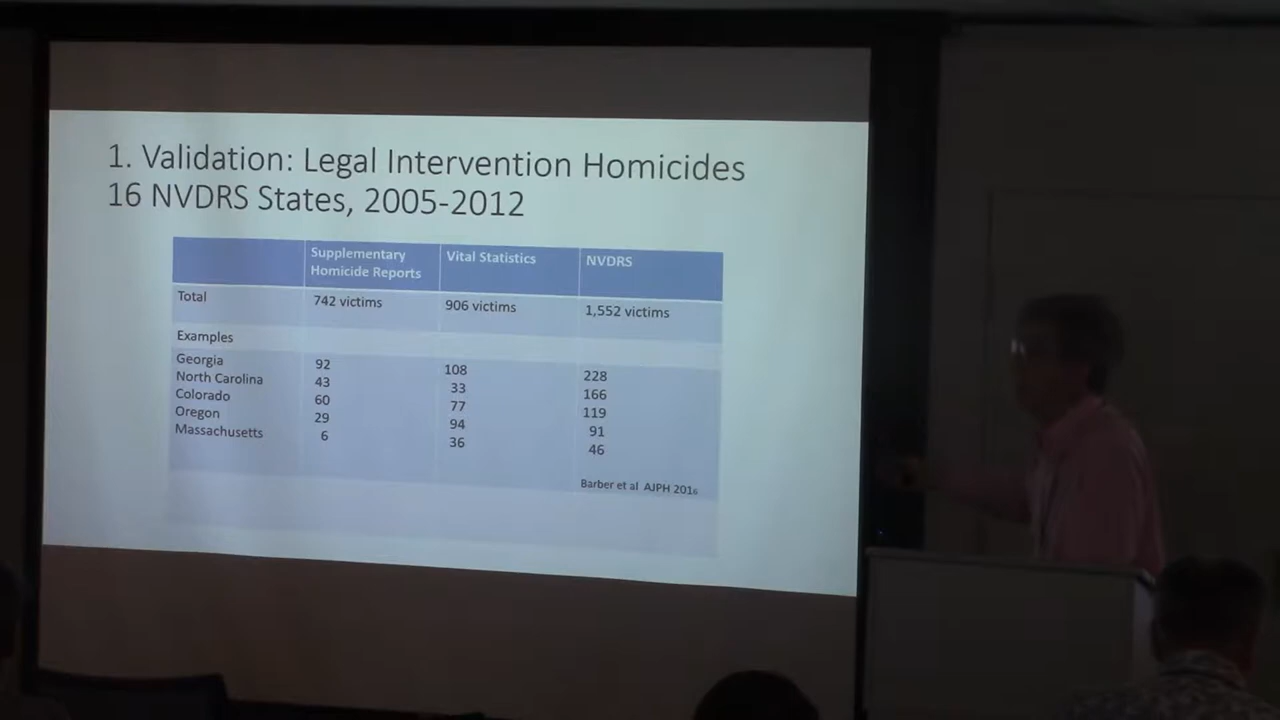 1. Validation: Legal Intervention Homicides
16 NVDRS States, 2005-2012
Supplementary Homicide Reports
Vital Statistics
NVDRS
Total 742 victims 906 victims 1,552 victims
Examples
Georgia 92 108 228
North Carolina 43 33 166
Colorado 60 77 119
Oregon 29 94 91
Massachusetts 6 36 46
Barber et al AJPH 2016